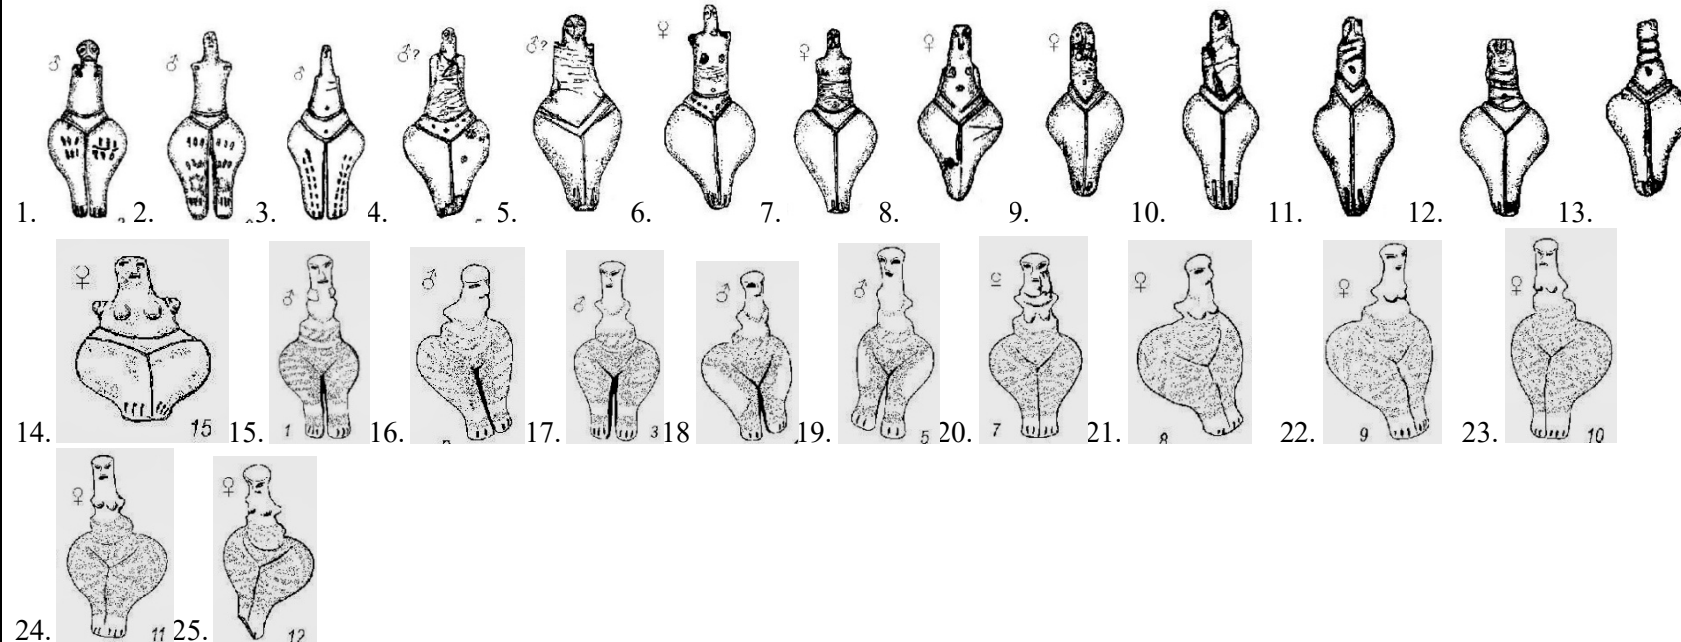 ♂ ♂ ♂ ♂? ♂? ♀ ♀ ♀ ♀
1. 2. 3. 4. 5. 6. 7. 8. 9. 10. 11. 12. 13.
♀ ♂ ♂ ♂ ♂ ♂ ♀ ♀ ♀
15 1 3 5 7 8 9 10
14. 15. 16. 17. 18 19. 20. 21. 22. 23.
♀ ♀
11 12
24. 25.